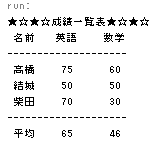 run:
★☆★☆成績一覧表★☆★☆
名前 英語 数学
--------------------
高橋 75 60
結城 50 50
柴田 70 30
--------------------
平均 65 46